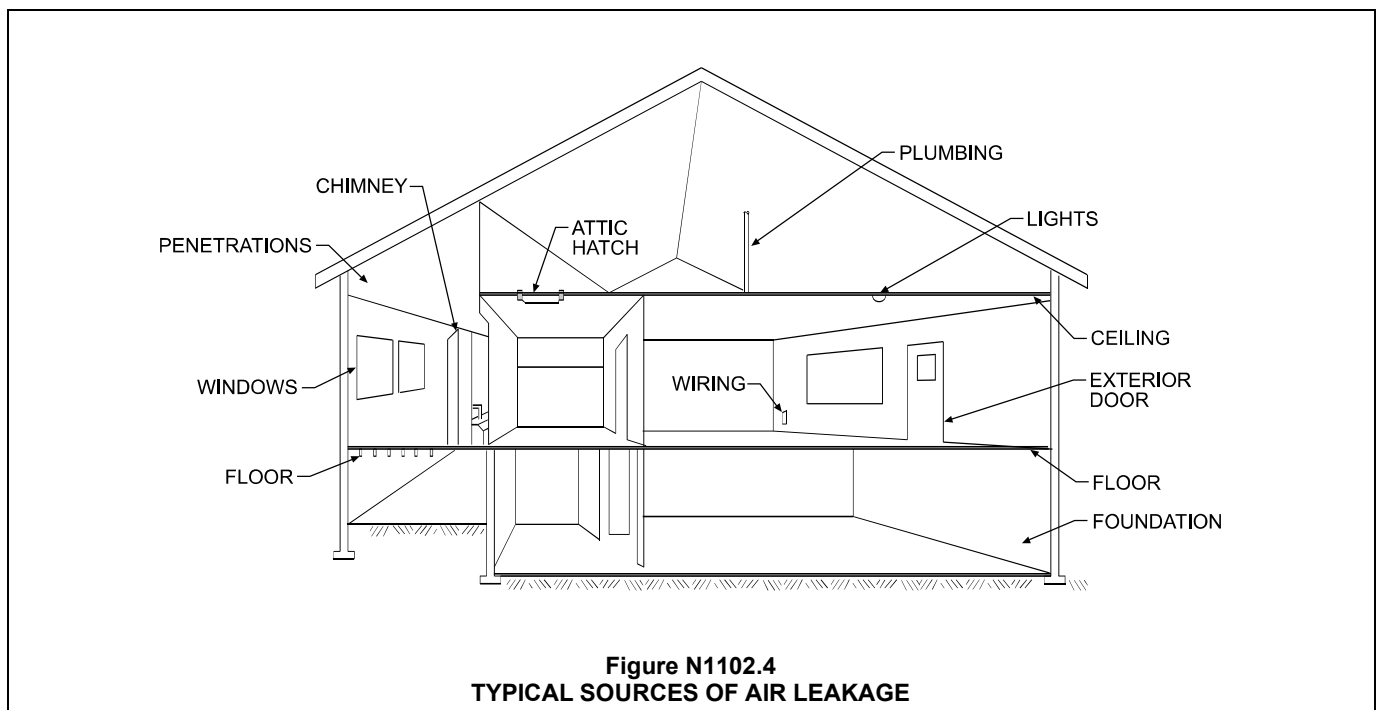 PLUMBING
CHIMNEY
LIGHTS
ATTIC
HATCH
PENETRATIONS
CEILING
WINDOWS
WIRING
EXTERIOR
DOOR
FLOOR
FLOOR
FOUNDATION
Figure N1102.4
TYPICAL SOURCES OF AIR LEAKAGE